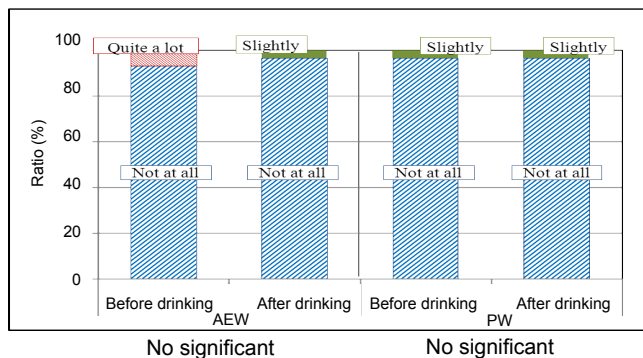 Ratio (%)
100
80
60
40
20
0
Quite a lot
Slightly
Slightly
Slightly
Not at all
Not at all
Not at all
Not at all
Before drinking
After drinking
Before drinking
After drinking
AEW
PW
No significant
No significant